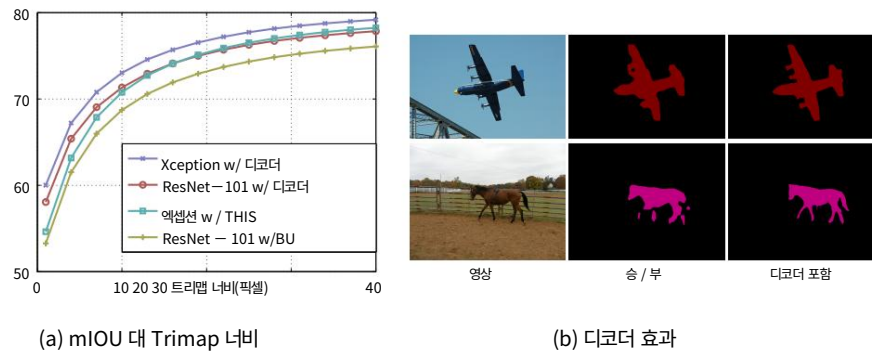 80
70
60
50
Xception w/ 디코더
ResNet－101 w/ 디코더
엑셉션 w / THIS
ResNet － 101 w/BU
0
10 20 30 트리맵 너비(픽셀)
40
(a) mIOU 대 Trimap 너비
영상
승 / 부
디코더 포함
(b) 디코더 효과